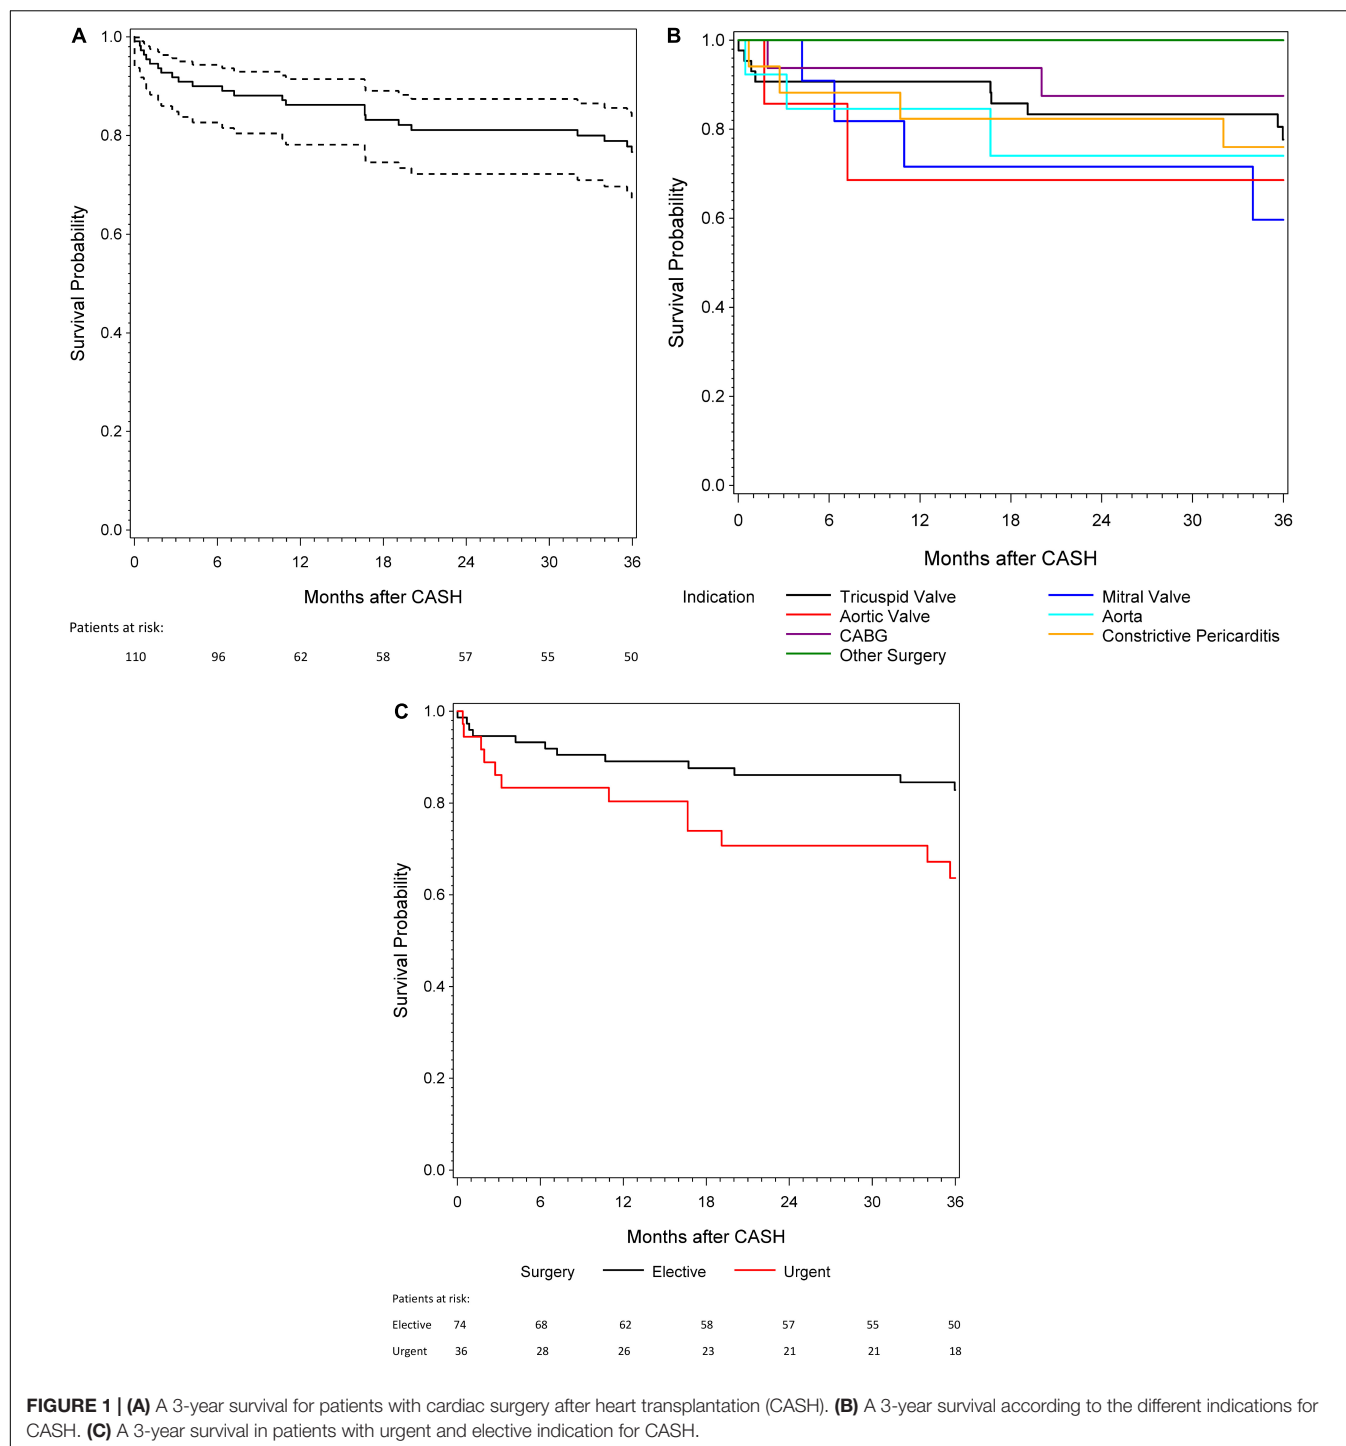 A
1.0
0.8
0.6
0.4
0.2
0.0
Survival Probability
0 6 12 18 24 30 36
Months after CASH
Patients at risk:
110 96 62 58 57 55 50
B
1.0
0.8
0.6
0.4
0.2
0.0
Survival Probability
0 6 12 18 24 30 36
Months after CASH
Indication Tricuspid Valve Mitral Valve
Aortic Valve Aorta
CABG Constrictive Pericarditis
Other Surgery
C
1.0
0.8
0.6
0.4
0.2
0.0
Survival Probability
0 6 12 18 24 30 36
Months after CASH
Surgery Elective Urgent
Patients at risk:
Elective 74 68 62 58 57 55 50
Urgent 36 28 26 23 21 21 18
FIGURE 1 | (A) A 3-year survival for patients with cardiac surgery after heart transplantation (CASH). (B) A 3-year survival according to the different indications for
CASH. (C) A 3-year survival in patients with urgent and elective indication for CASH.